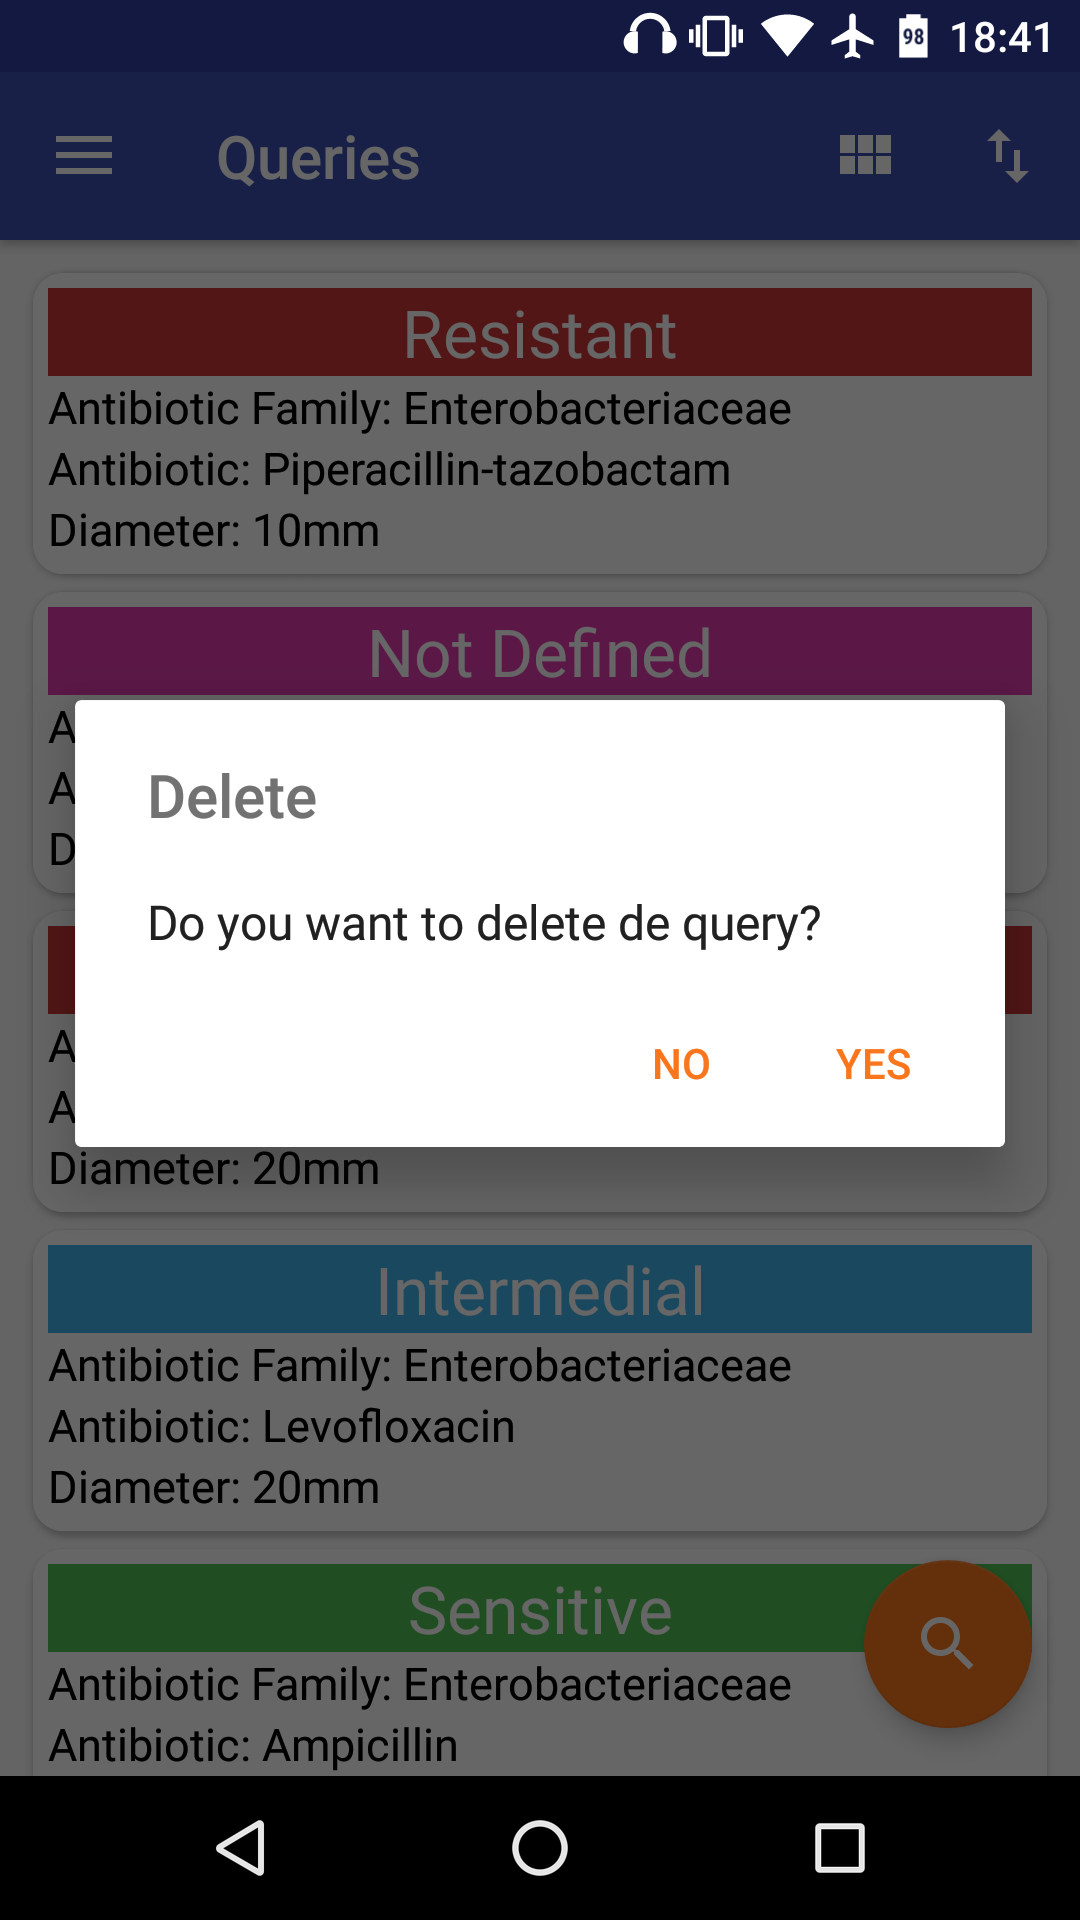 98 18:41
Queries
Resistant
Antibiotic Family: Enterobacteriaceae
Antibiotic: Piperacillin-tazobactam
Diameter: 10mm
Not Defined
A
A
D
Delete
Do you want to delete de query?
NO YES
A
A
Diameter: 20mm
Intermedial
Antibiotic Family: Enterobacteriaceae
Antibiotic: Levofloxacin
Diameter: 20mm
Sensitive
Antibiotic Family: Enterobacteriaceae
Antibiotic: Ampicillin